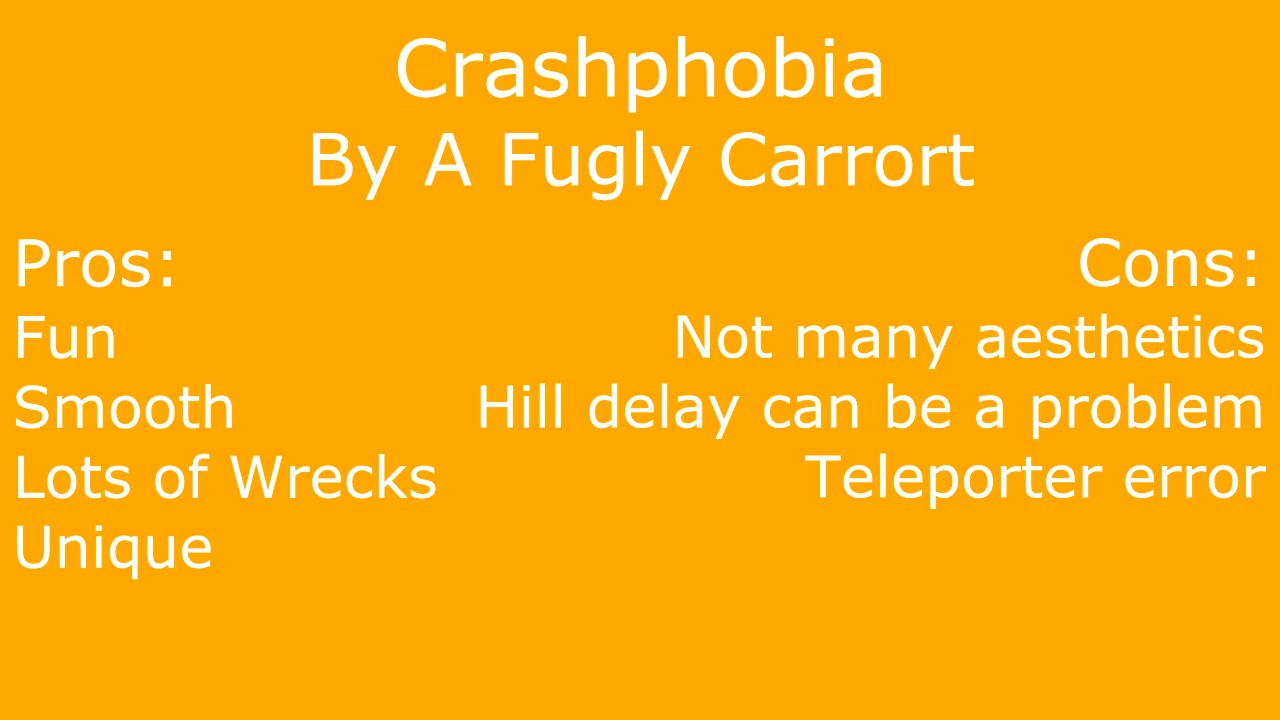 Crashphobia
By A Fugly Carrort
Pros:
Fun
Smooth
Lots of Wrecks
Unique
Cons:
Not many aesthetics
Hill delay can be a problem
Teleporter error